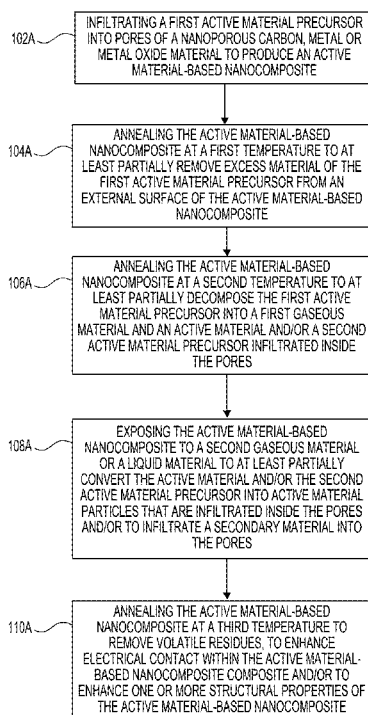 102A
INFILTRATING A FIRST ACTIVE MATERIAL PRECURSOR
INTO PORES OF A NANOPOROUS CARBON, METAL OR
METAL OXIDE MATERIAL TO PRODUCE AN ACTIVE
MATERIAL-BASED NANOCOMPOSITE
104A
ANNEALING THE ACTIVE MATERIAL-BASED
NANOCOMPOSITE AT A FIRST TEMPERATURE TO AT
LEAST PARTIALLY REMOVE EXCESS MATERIAL OF THE
FIRST ACTIVE MATERIAL PRECURSOR FROM AN
EXTERNAL SURFACE OF THE ACTIVE MATERIAL-BASED
NANOCOMPOSITE
106A
ANNEALING THE ACTIVE MATERIAL-BASED
NANOCOMPOSITE AT A SECOND TEMPERATURE TO AT
LEAST PARTIALLY DECOMPOSE THE FIRST ACTIVE
MATERIAL PRECURSOR INTO A FIRST GASEOUS
MATERIAL AND AN ACTIVE MATERIAL AND/OR A SECOND
ACTIVE MATERIAL PRECURSOR INFILTRATED INSIDE
THE PORES
108A
EXPOSING THE ACTIVE MATERIAL-BASED
NANOCOMPOSITE TO A SECOND GASEOUS MATERIAL
OR A LIQUID MATERIAL TO AT LEAST PARTIALLY
CONVERT THE ACTIVE MATERIAL AND/OR THE SECOND
ACTIVE MATERIAL PRECURSOR INTO ACTIVE MATERIAL
PARTICLES THAT ARE INFILTRATED INSIDE THE PORES
AND/OR TO INFILTRATE A SECONDARY MATERIAL INTO
THE PORES
110A
ANNEALING THE ACTIVE MATERIAL-BASED
NANOCOMPOSITE AT A THIRD TEMPERATURE TO
REMOVE VOLATILE RESIDUES, TO ENHANCE
ELECTRICAL CONTACT WITHIN THE ACTIVE MATERIAL-
BASED NANOCOMPOSITE COMPOSITE AND/OR TO
ENHANCE ONE OR MORE STRUCTURAL PROPERTIES OF
THE ACTIVE MATERIAL-BASED NANOCOMPOSITE